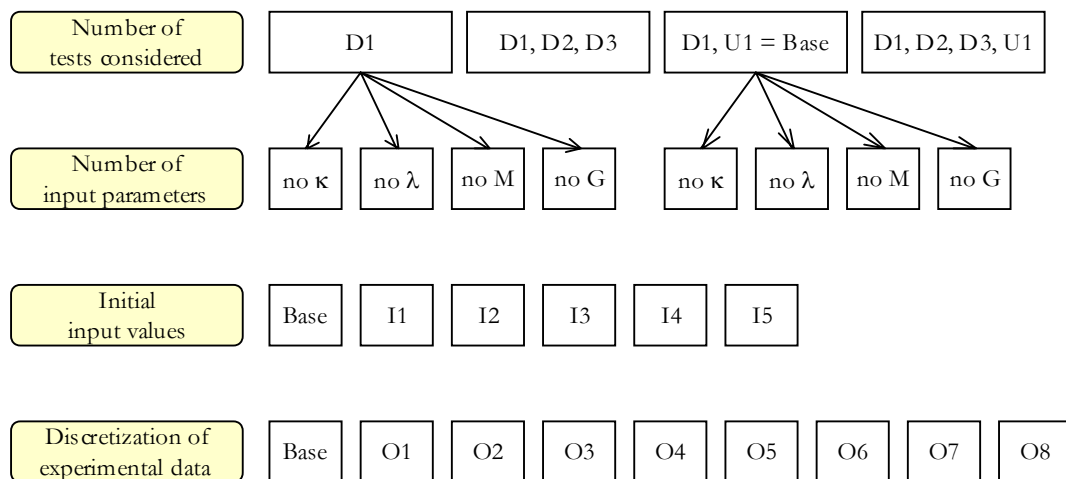 Number of
tests considered
D1
D1, D2, D3
D1, U1 = Base
D1, D2, D3, U1
Number of
input parameters
no κ
no λ
no M
no G
no κ
no λ
no M
no G
Initial
input values
Base
I1
I2
I3
I4
I5
Discretization of
experimental data
Base
O1
O2
O3
O4
O5
O6
O7
O8